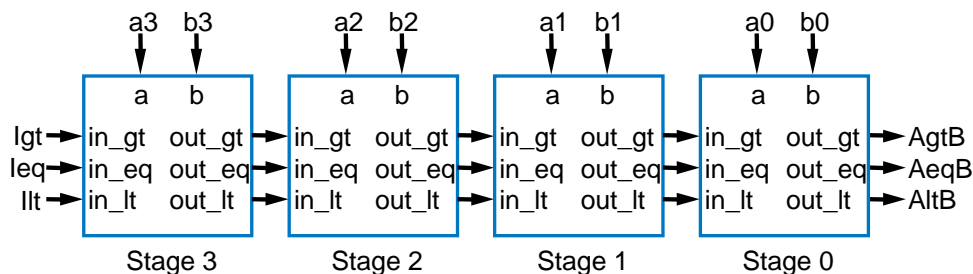 a3 b3 a2 b2 a1 b1 a0 b0
a b a b a b a b
Igt in_gt out_gt in_gt out_gt in_gt out_gt in_gt out_gt AgtB
Ieq in_eq out_eq in_eq out_eq in_eq out_eq in_eq out_eq AeqB
Ilt in_lt out_lt in_lt out_lt in_lt out_lt in_lt out_lt AltB
Stage 3 Stage 2 Stage 1 Stage 0